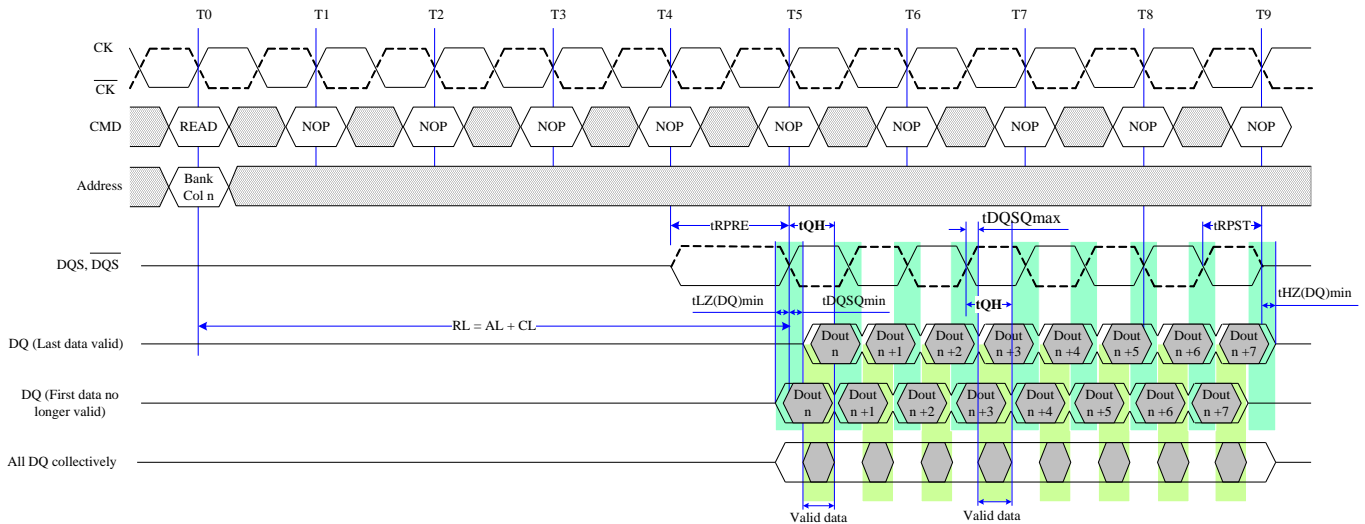 T0 T1 T2 T3 T4 T5 T6 T7 T8 T9
CK
CK
CMD READ NOP NOP NOP NOP NOP NOP NOP NOP NOP
Address
Bank
Col n
tRPRE tQH tDQSQmax tRPST
DQS, DQS
tLZ(DQ)min tDQSQmin tQH tHZ(DQ)min
RL = AL + CL
DQ (Last data valid)
Dout Dout Dout Dout Dout Dout Dout Dout
n n +1 n +2 n +3 n +4 n +5 n +6 n +7
DQ (First data no
longer valid)
Dout Dout Dout Dout Dout Dout Dout Dout
n n +1 n +2 n +3 n +4 n +5 n +6 n +7
All DQ collectively
Valid data Valid data